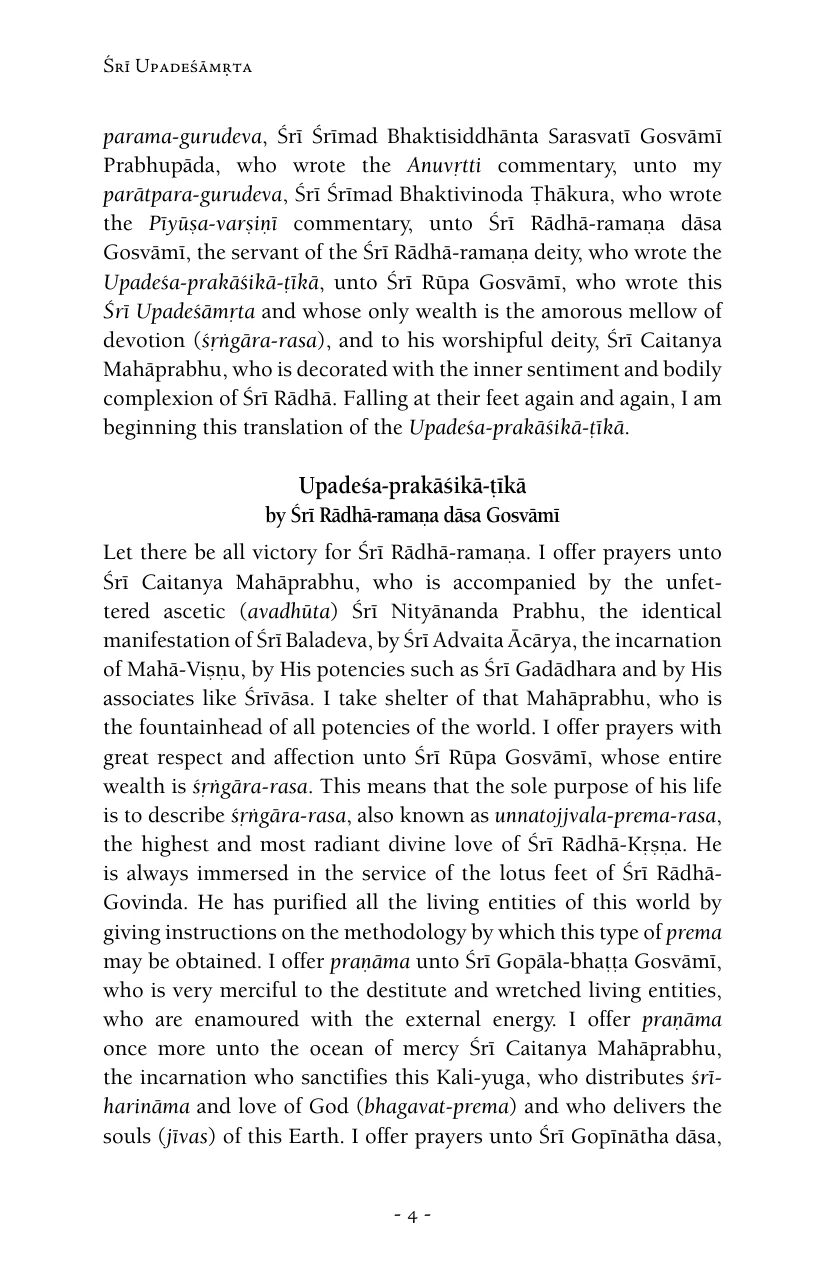 Śrī Upadeśāmṛta
parama-gurudeva, Śrī Śrīmad Bhaktisiddhānta Sarasvatī Gosvāmī
Prabhupāda, who wrote the Anuvṛtti commentary, unto my
parātpara-gurudeva, Śrī Śrīmad Bhaktivinoda Ṭhākura, who wrote
the Pīyūṣa-varṣiṇī commentary, unto Śrī Rādhā-ramaṇa dāsa
Gosvāmī, the servant of the Śrī Rādhā-ramaṇa deity, who wrote the
Upadeśa-prakāśikā-ṭīkā, unto Śrī Rūpa Gosvāmī, who wrote this
Śrī Upadeśāmṛta and whose only wealth is the amorous mellow of
devotion (śṛṅgāra-rasa), and to his worshipful deity, Śrī Caitanya
Mahāprabhu, who is decorated with the inner sentiment and bodily
complexion of Śrī Rādhā. Falling at their feet again and again, I am
beginning this translation of the Upadeśa-prakāśikā-ṭīkā.
Upadeśa-prakāśikā-ṭīkā
by Śrī Rādhā-ramaṇa dāsa Gosvāmī
Let there be all victory for Śrī Rādhā-ramaṇa. I offer prayers unto
Śrī Caitanya Mahāprabhu, who is accompanied by the unfet-
tered ascetic (avadhūta) Śrī Nityānanda Prabhu, the identical
manifestation of Śrī Baladeva, by Śrī Advaita Ācārya, the incarnation
of Mahā-Viṣṇu, by His potencies such as Śrī Gadādhara and by His
associates like Śrīvāsa. I take shelter of that Mahāprabhu, who is
the fountainhead of all potencies of the world. I offer prayers with
great respect and affection unto Śrī Rūpa Gosvāmī, whose entire
wealth is śṛṅgāra-rasa. This means that the sole purpose of his life
is to describe śṛṅgāra-rasa, also known as unnatojjvala-prema-rasa,
the highest and most radiant divine love of Śrī Rādhā-Kṛṣṇa. He
is always immersed in the service of the lotus feet of Śrī Rādhā-
Govinda. He has purified all the living entities of this world by
giving instructions on the methodology by which this type of prema
may be obtained. I offer praṇāma unto Śrī Gopāla-bhaṭṭa Gosvāmī,
who is very merciful to the destitute and wretched living entities,
who are enamoured with the external energy. I offer praṇāma
once more unto the ocean of mercy Śrī Caitanya Mahāprabhu,
the incarnation who sanctifies this Kali-yuga, who distributes śrī-
harināma and love of God (bhagavat-prema) and who delivers the
souls (jīvas) of this Earth. I offer prayers unto Śrī Gopīnātha dāsa,
- 4 -